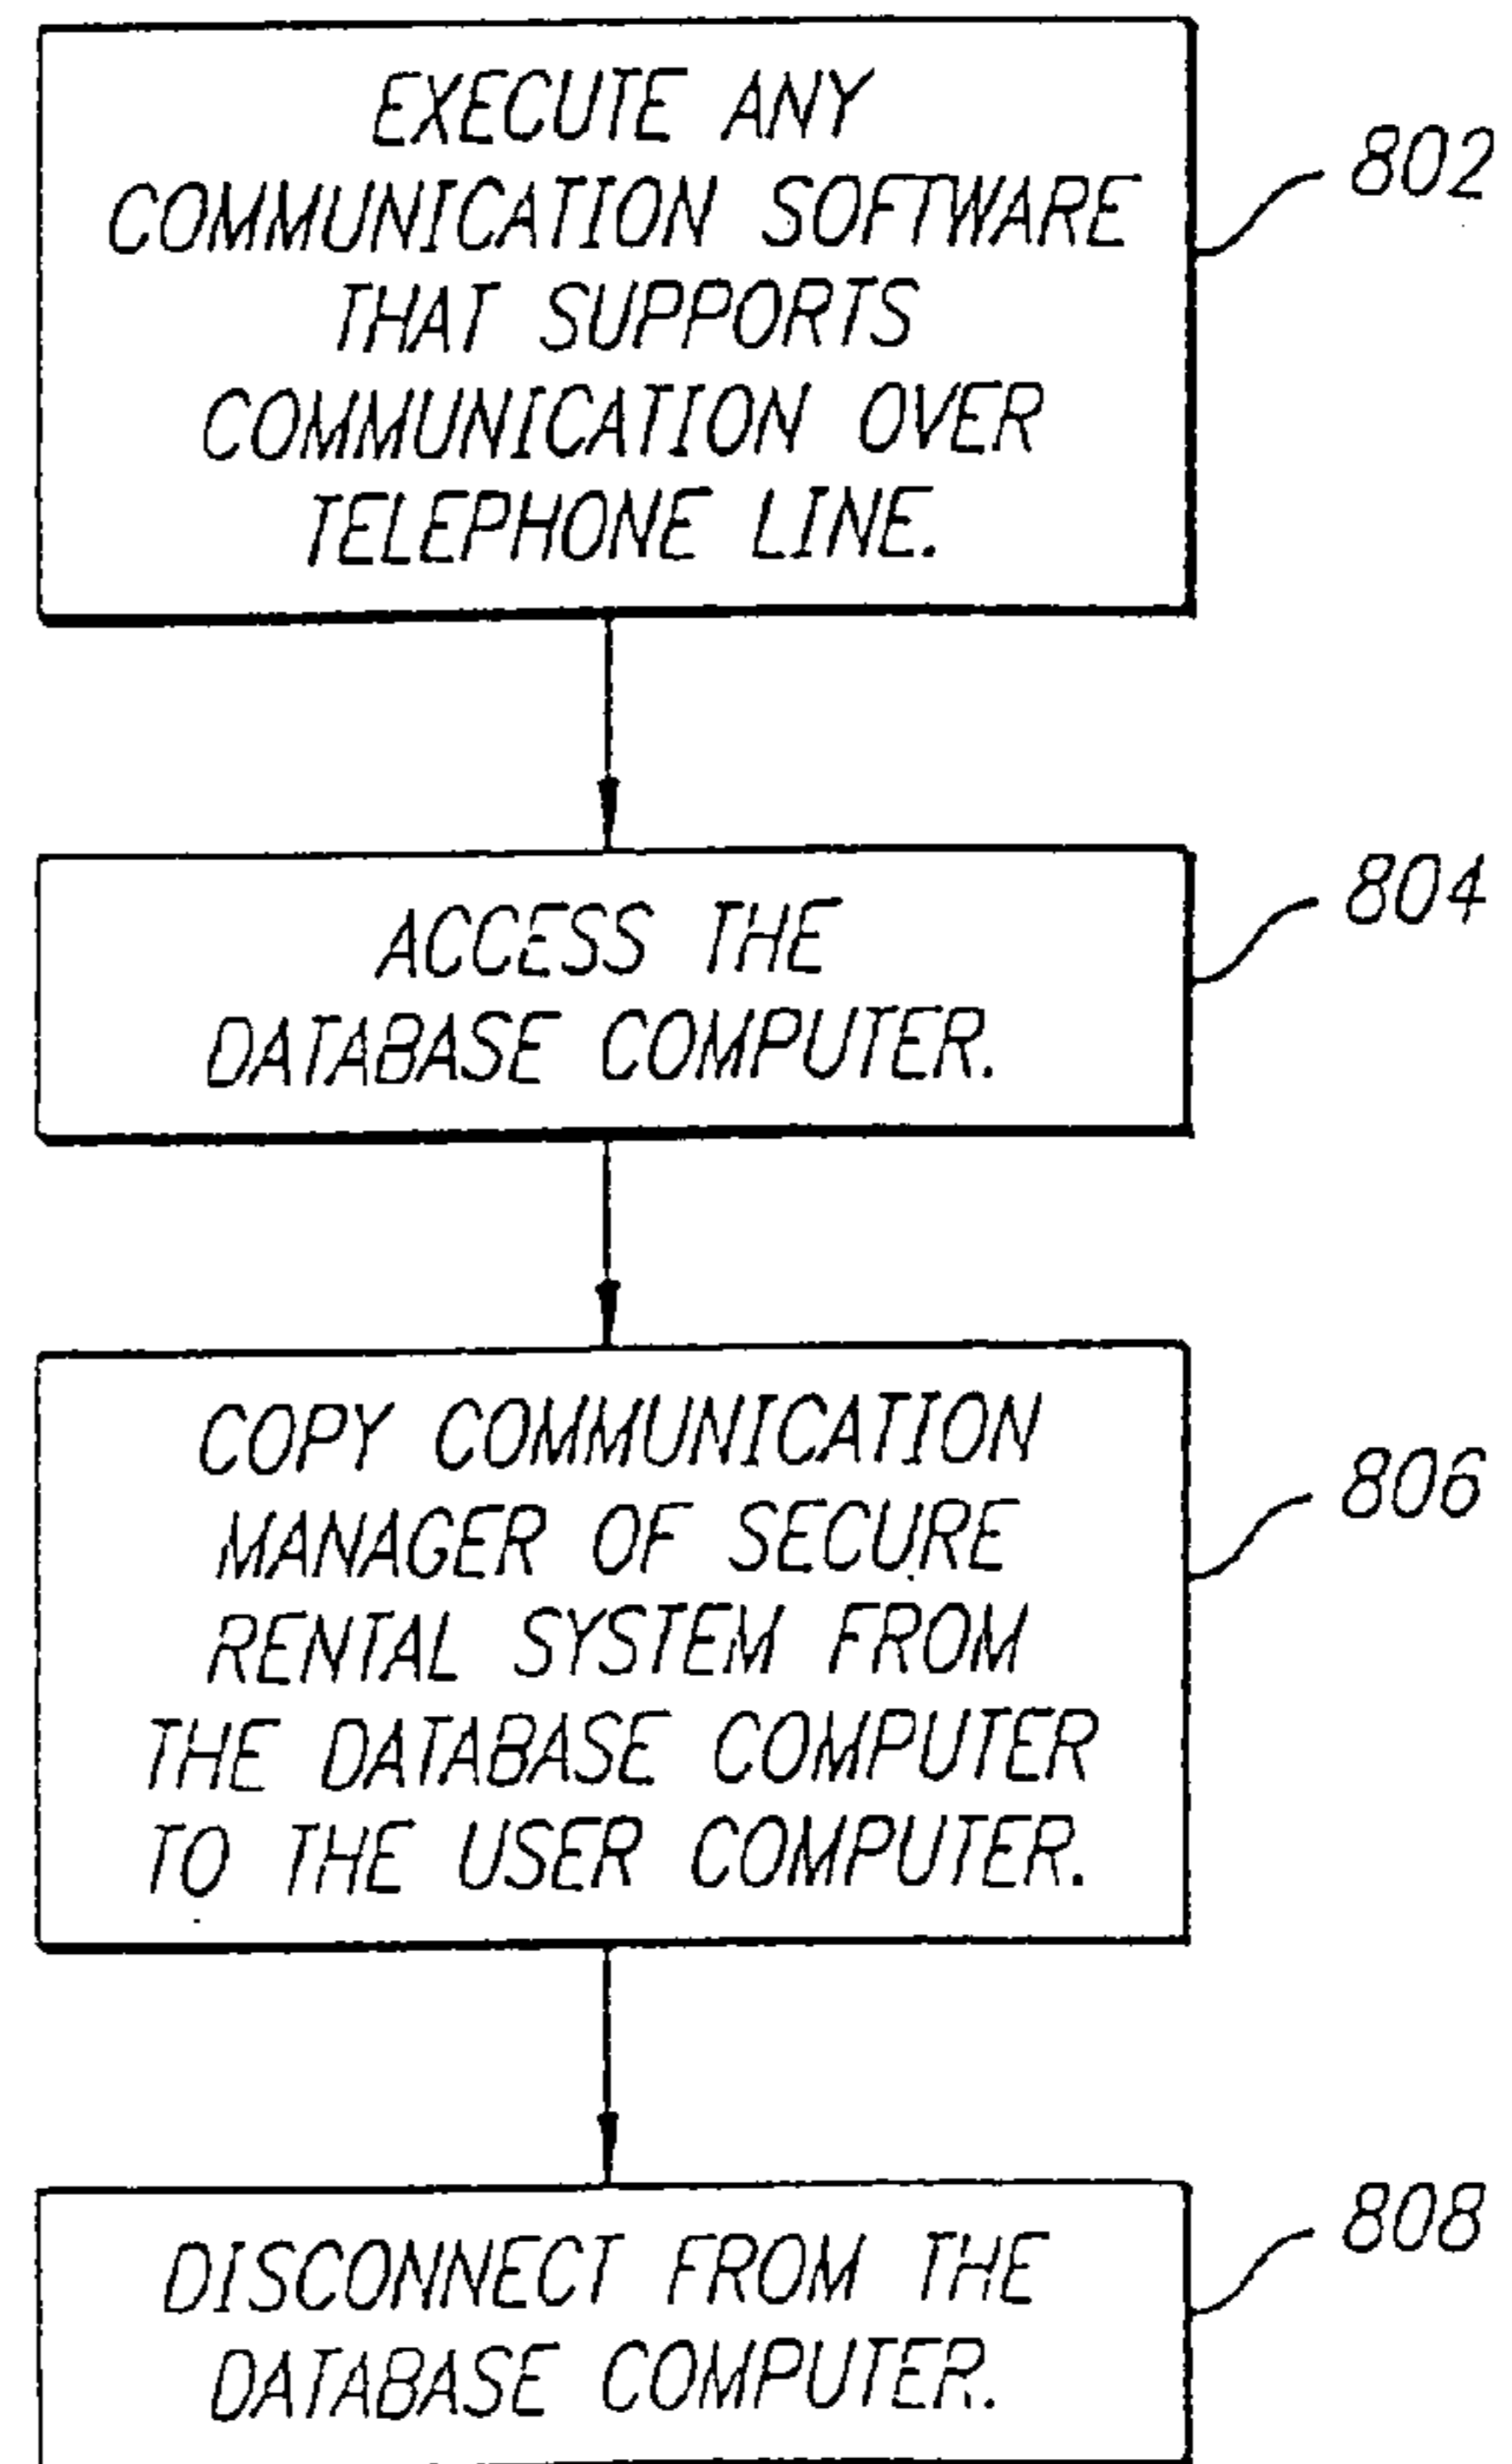 EXECUTE ANY
COMMUNICATION SOFTWARE
THAT SUPPORTS
COMMUNICATION OVER
TELEPHONE LINE.
802
ACCESS THE
DATABASE COMPUTER.
804
COPY COMMUNICATION
MANAGER OF SECURE
RENTAL SYSTEM FROM
THE DATABASE COMPUTER
TO THE USER COMPUTER.
806
DISCONNECT FROM THE
DATABASE COMPUTER.
808